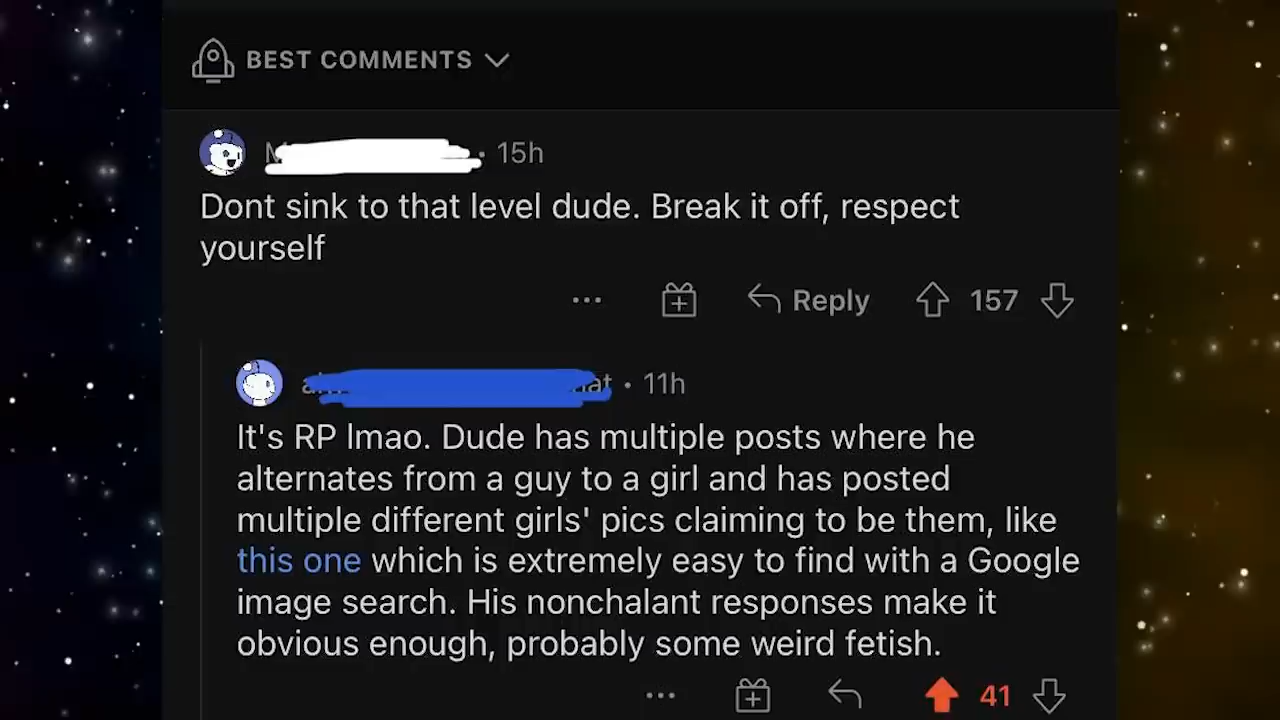 BEST COMMENTS
• 15h
Dont sink to that level dude. Break it off, respect
yourself
Reply 157
• 11h
It's RP lmao. Dude has multiple posts where he
alternates from a guy to a girl and has posted
multiple different girls' pics claiming to be them, like
this one which is extremely easy to find with a Google
image search. His nonchalant responses make it
obvious enough, probably some weird fetish.
41